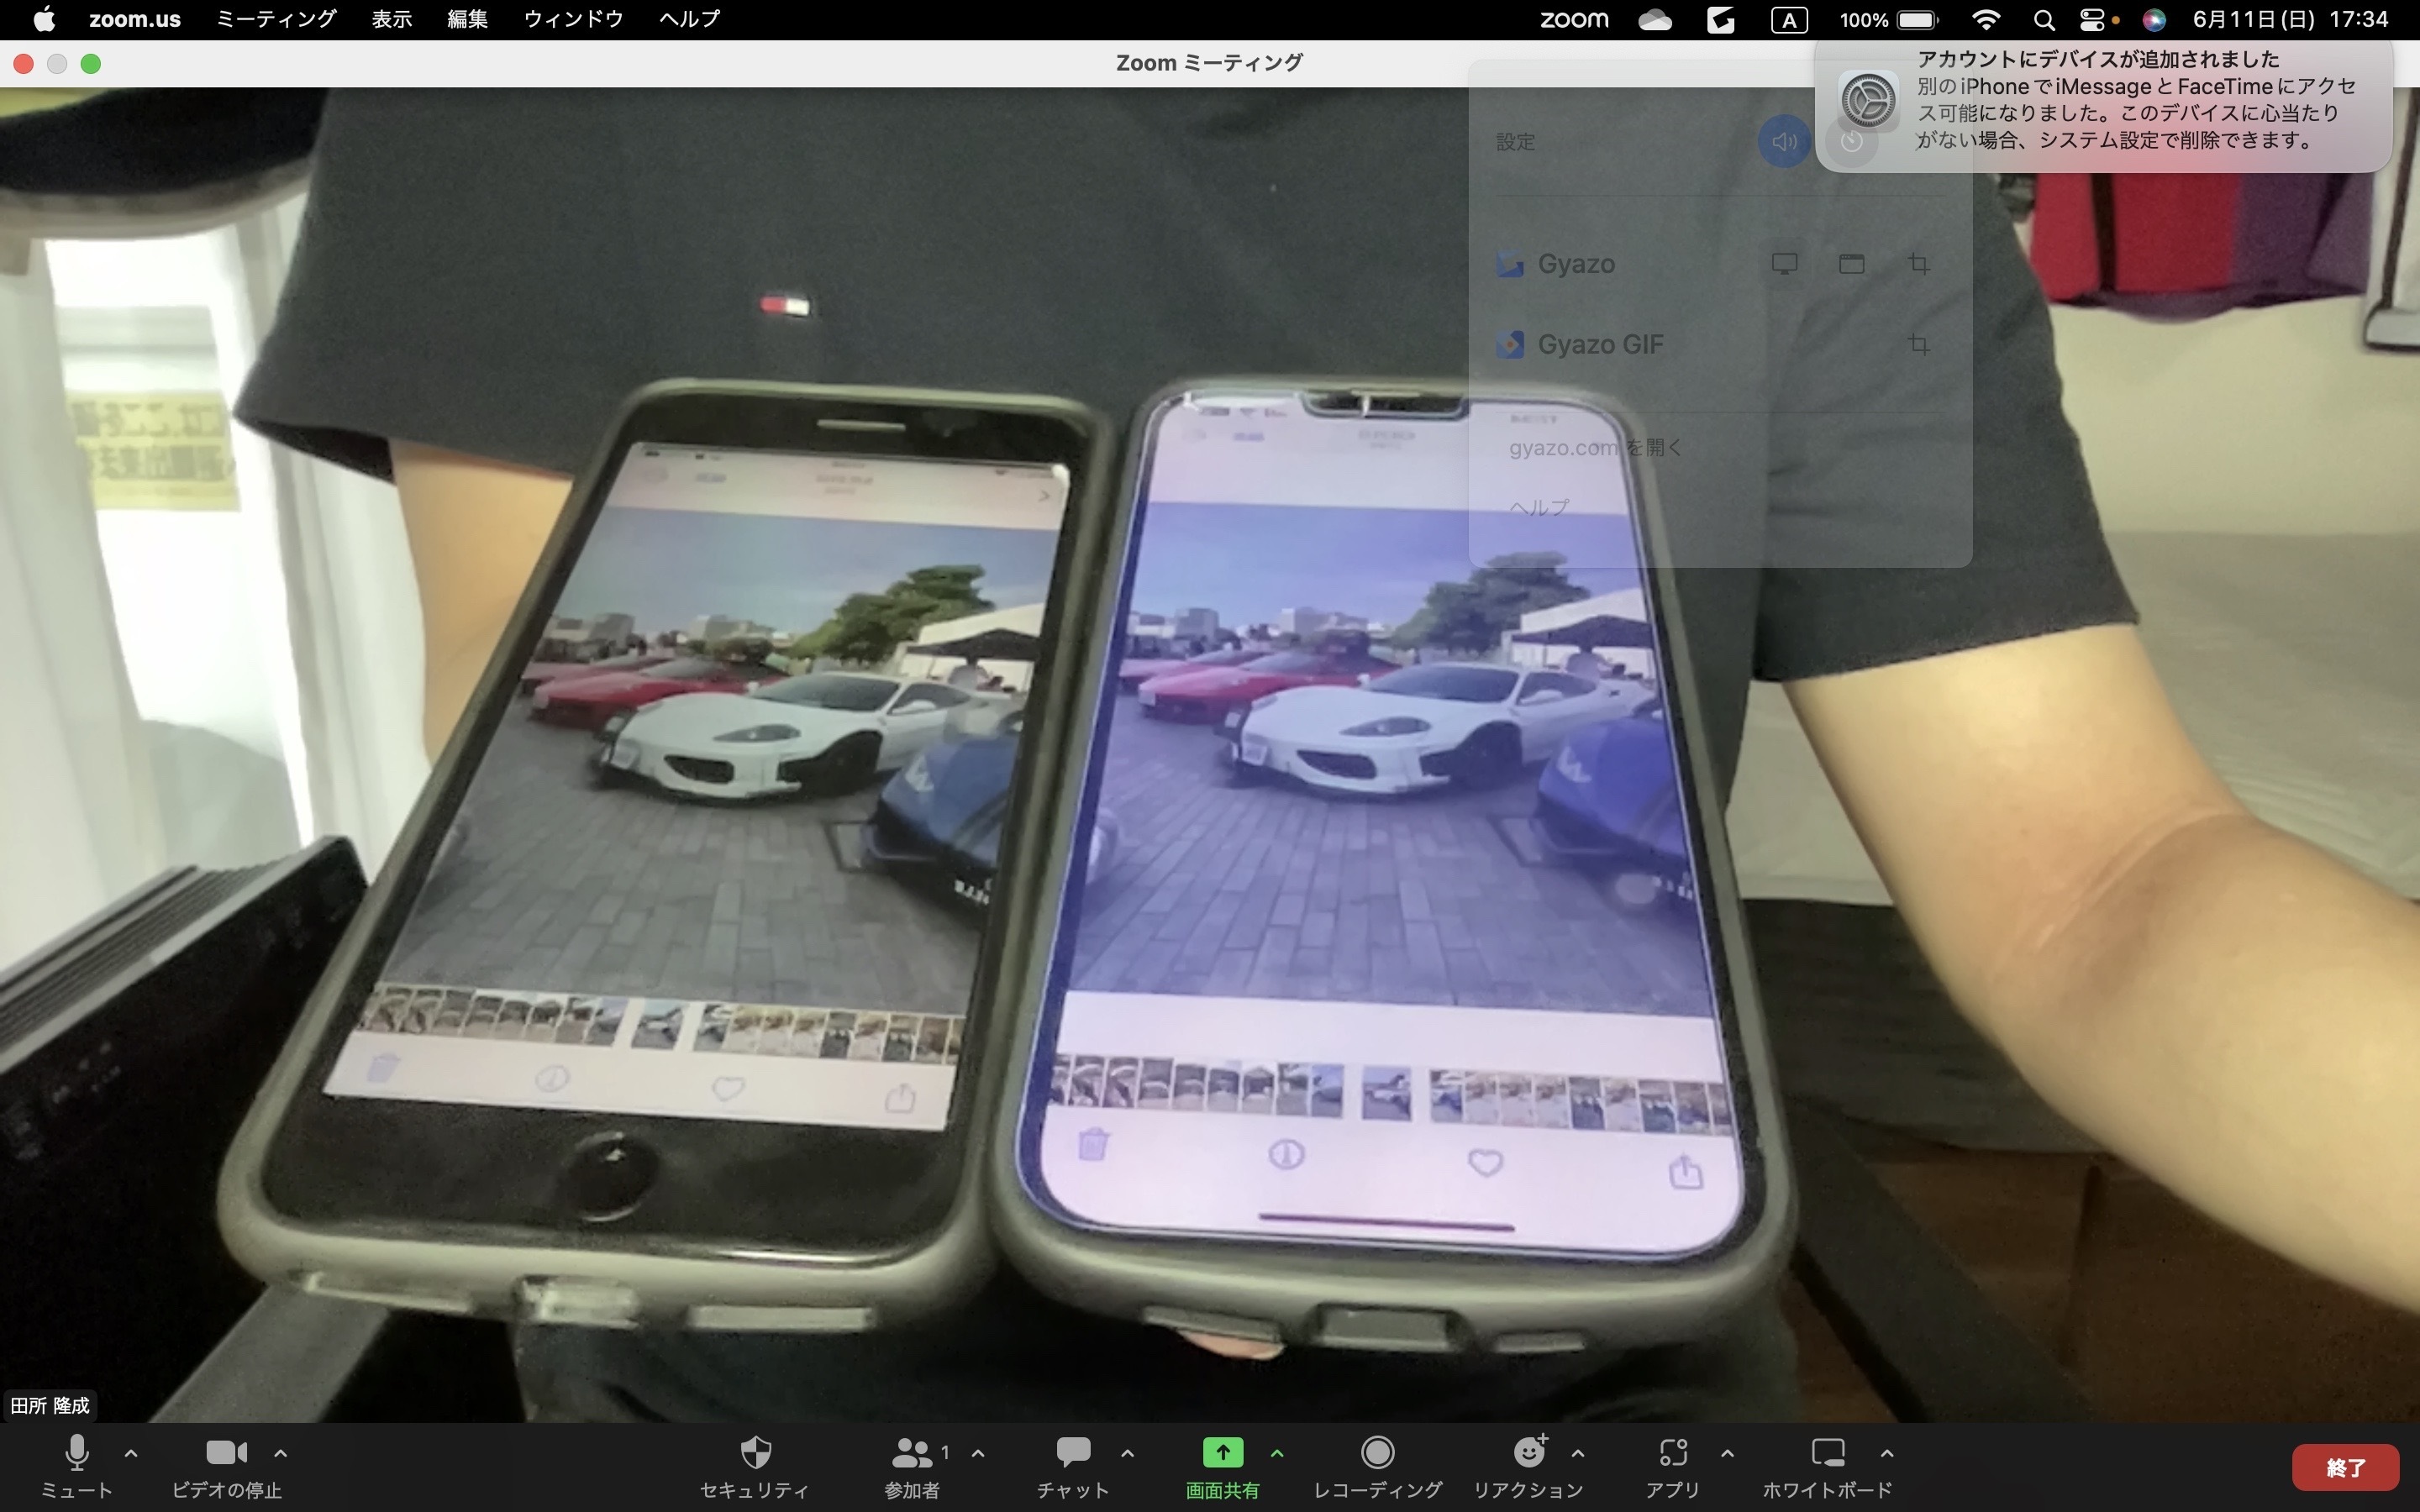 zoom.us ミーティング 表示 編集 ウィンドウ ヘルプ
zoom A 100% 6月11日(日) 17:34
Zoom ミーティング
アカウントにデバイスが追加されました
別のiPhoneでiMessageとFaceTimeにアクセ
ス可能になりました。このデバイスに心当たり
がない場合、システム設定で削除できます。
設定
Gyazo
Gyazo GIF
gyazo.com を開く
ヘルプ
田所 隆成
ミュート ビデオの停止 セキュリティ 参加者 1 チャット 画面共有 レコーディング リアクション アプリ ホワイトボード 終了